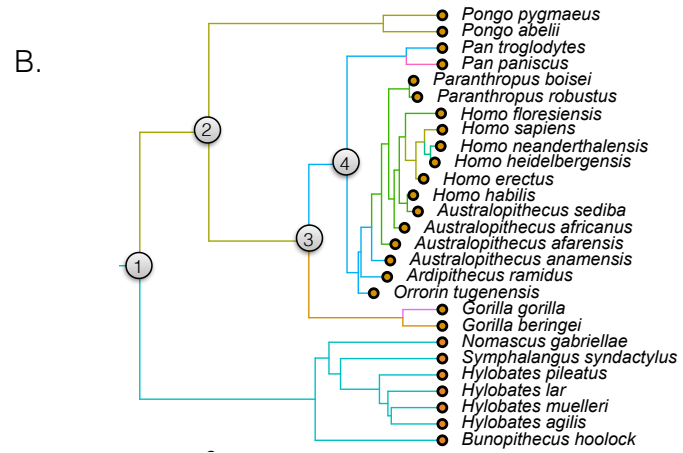 B.
Pongo pygmaeus
Pongo abelii
Pan troglodytes
Pan paniscus
Paranthropus boisei
Paranthropus robustus
Homo floresiensis
Homo sapiens
Homo neanderthalensis
Homo heidelbergensis
Homo erectus
Homo habilis
Australopithecus sediba
Australopithecus africanus
Australopithecus afarensis
Australopithecus anamensis
Ardipithecus ramidus
Orrorin tugenensis
Gorilla gorilla
Gorilla beringei
Nomascus gabriellae
Symphalangus syndactylus
Hylobates pileatus
Hylobates lar
Hylobates muelleri
Hylobates agilis
Bunopithecus hoolock
2
4
3
1